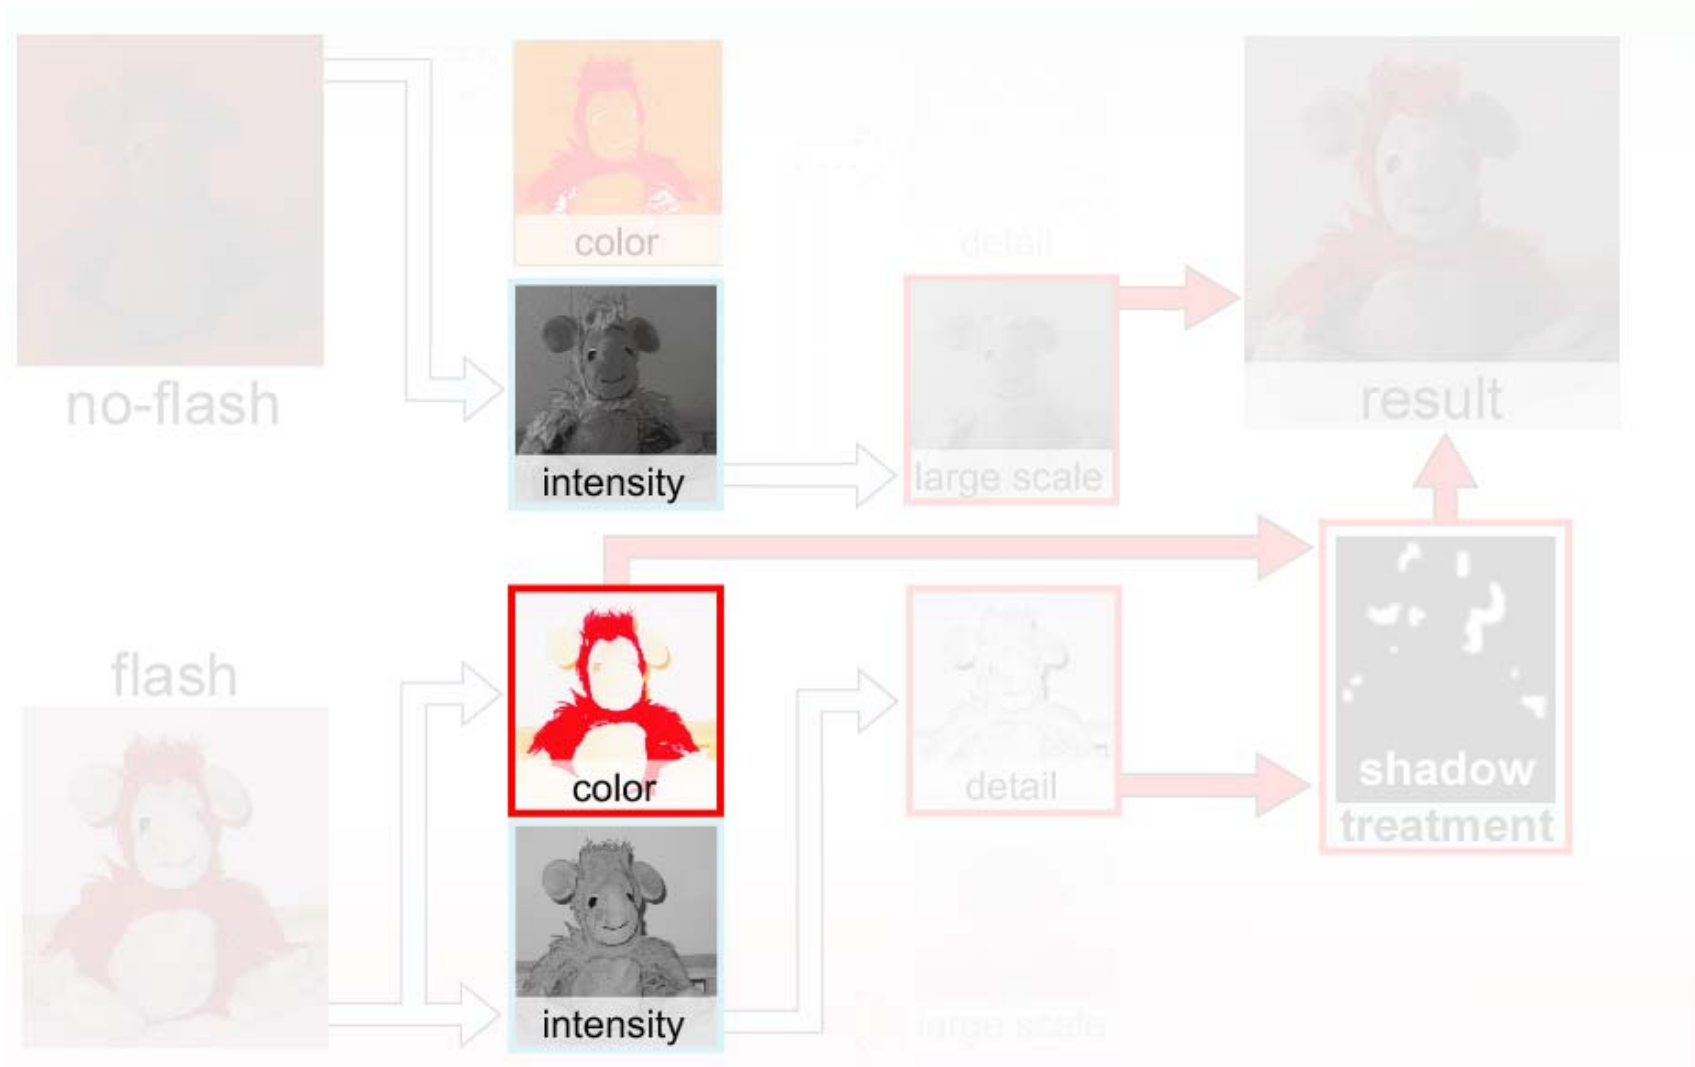 color
detail
no-flash
intensity
large scale
result
flash
color
detail
shadow
treatment
intensity
large scale